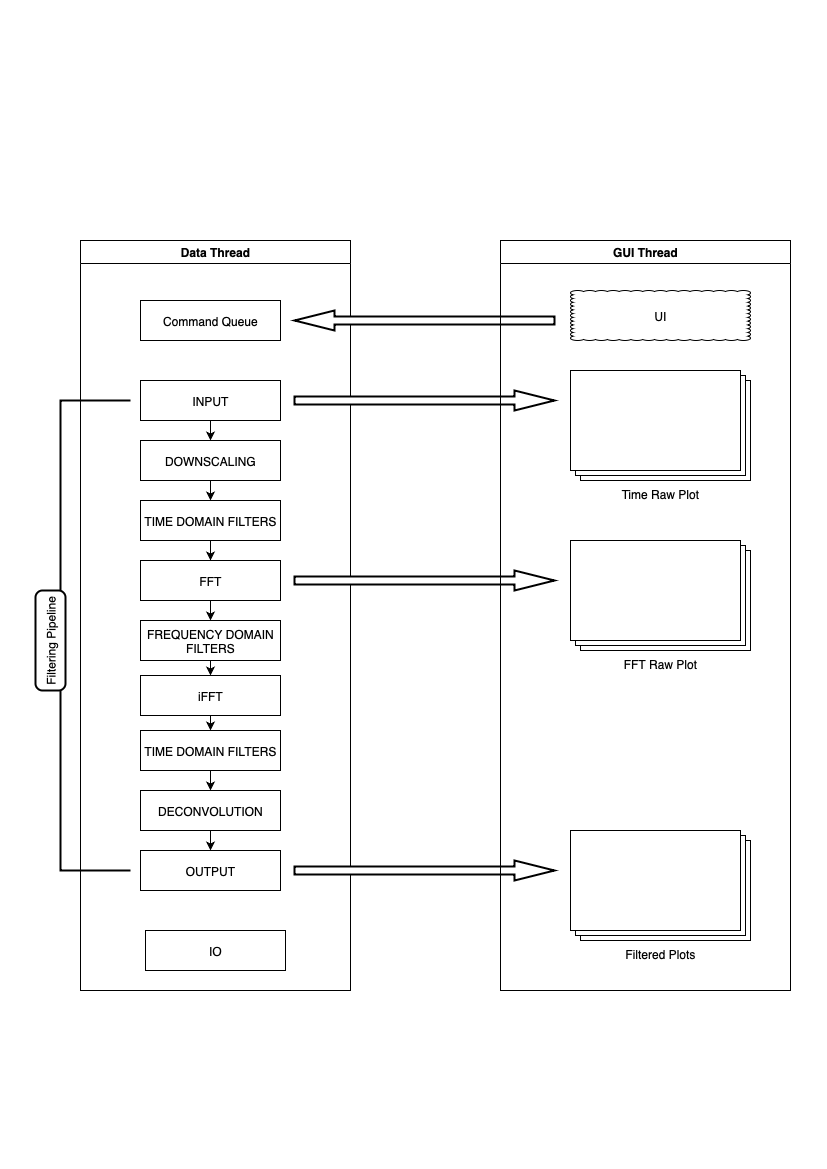 Data Thread
GUI Thread
Command Queue
UI
INPUT
DOWNSCALING
Time Raw Plot
TIME DOMAIN FILTERS
FFT
FREQUENCY DOMAIN
FILTERS
FFT Raw Plot
Filtering Pipeline
iFFT
TIME DOMAIN FILTERS
DECONVOLUTION
OUTPUT
IO
Filtered Plots